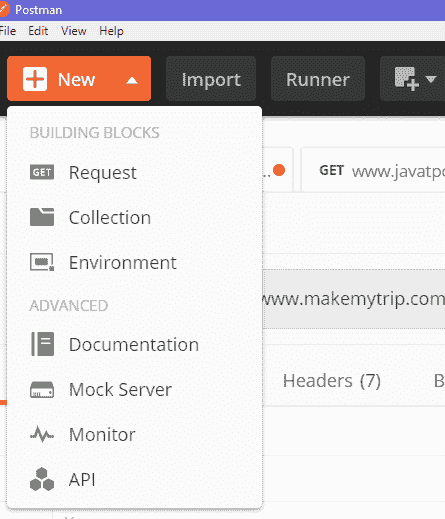 Postman
File Edit View Help
New Import Runner
BUILDING BLOCKS
GET Request
Collection
Environment
ADVANCED
Documentation
Mock Server
Monitor
API
.. GET www.javatpo
www.makemytrip.com
Headers (7) B